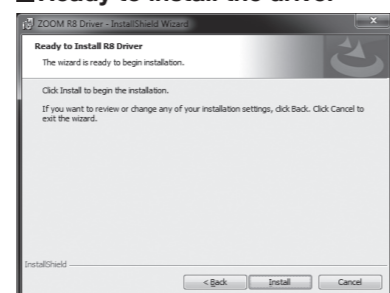 Ready to install the driver
ZOOM R8 Driver - InstallShield Wizard
Ready to Install R8 Driver
The wizard is ready to begin installation.
Click Install to begin the installation.
If you want to review or change any of your installation settings, click Back. Click Cancel to
exit the wizard.
InstallShield
< Back Install Cancel